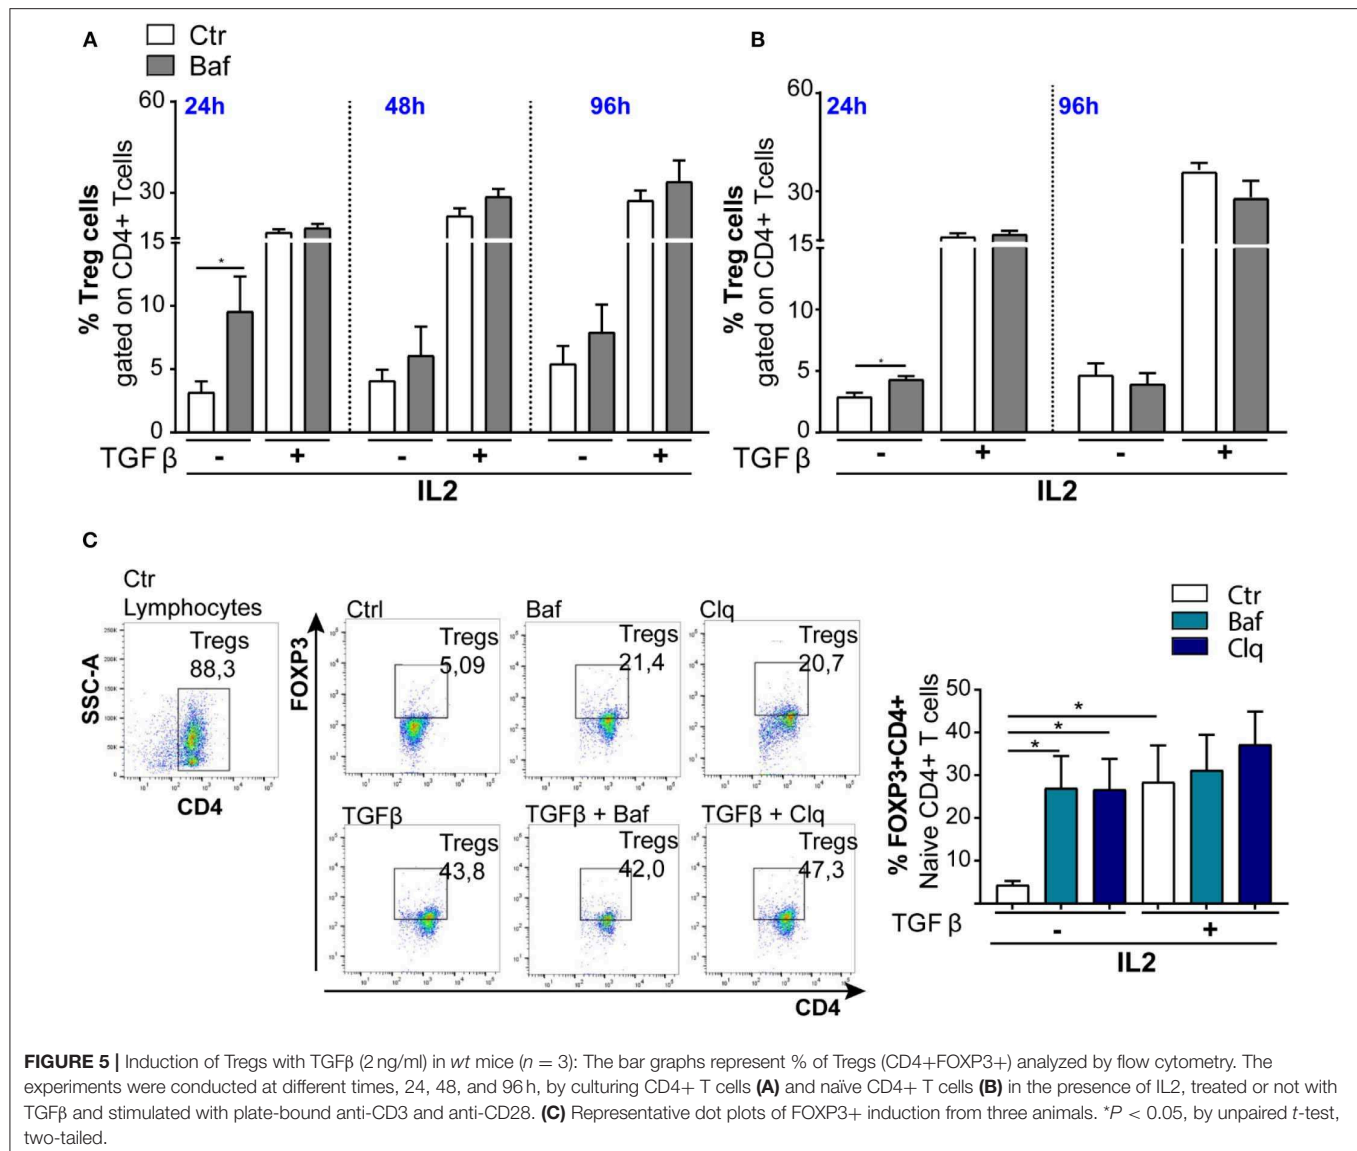 A
Ctr
Baf
24h
48h
96h
60
30
15
10
5
0
% Treg cells
gated on CD4+ Tcells
*
TGF β
-
+
-
+
-
+
IL2
B
24h
96h
60
30
15
10
5
0
% Treg cells
gated on CD4+ Tcells
*
TGF β
-
+
-
+
IL2
C
Ctr
Lymphocytes
Tregs
88,3
SSC-A
CD4
FOXP3
Ctrl
Tregs
5,09
Baf
Tregs
21,4
Clq
Tregs
20,7
TGFβ
Tregs
43,8
TGFβ + Baf
Tregs
42,0
TGFβ + Clq
Tregs
47,3
CD4
Ctr
Baf
Clq
50
40
30
20
10
% FOXP3+CD4+
Naive CD4+ T cells
*
*
*
TGF β
-
+
IL2
FIGURE 5 | Induction of Tregs with TGFβ (2 ng/ml) in wt mice (n = 3): The bar graphs represent % of Tregs (CD4+FOXP3+) analyzed by flow cytometry. The
experiments were conducted at different times, 24, 48, and 96 h, by culturing CD4+ T cells (A) and naïve CD4+ T cells (B) in the presence of IL2, treated or not with
TGFβ and stimulated with plate-bound anti-CD3 and anti-CD28. (C) Representative dot plots of FOXP3+ induction from three animals. *P < 0.05, by unpaired t-test,
two-tailed.